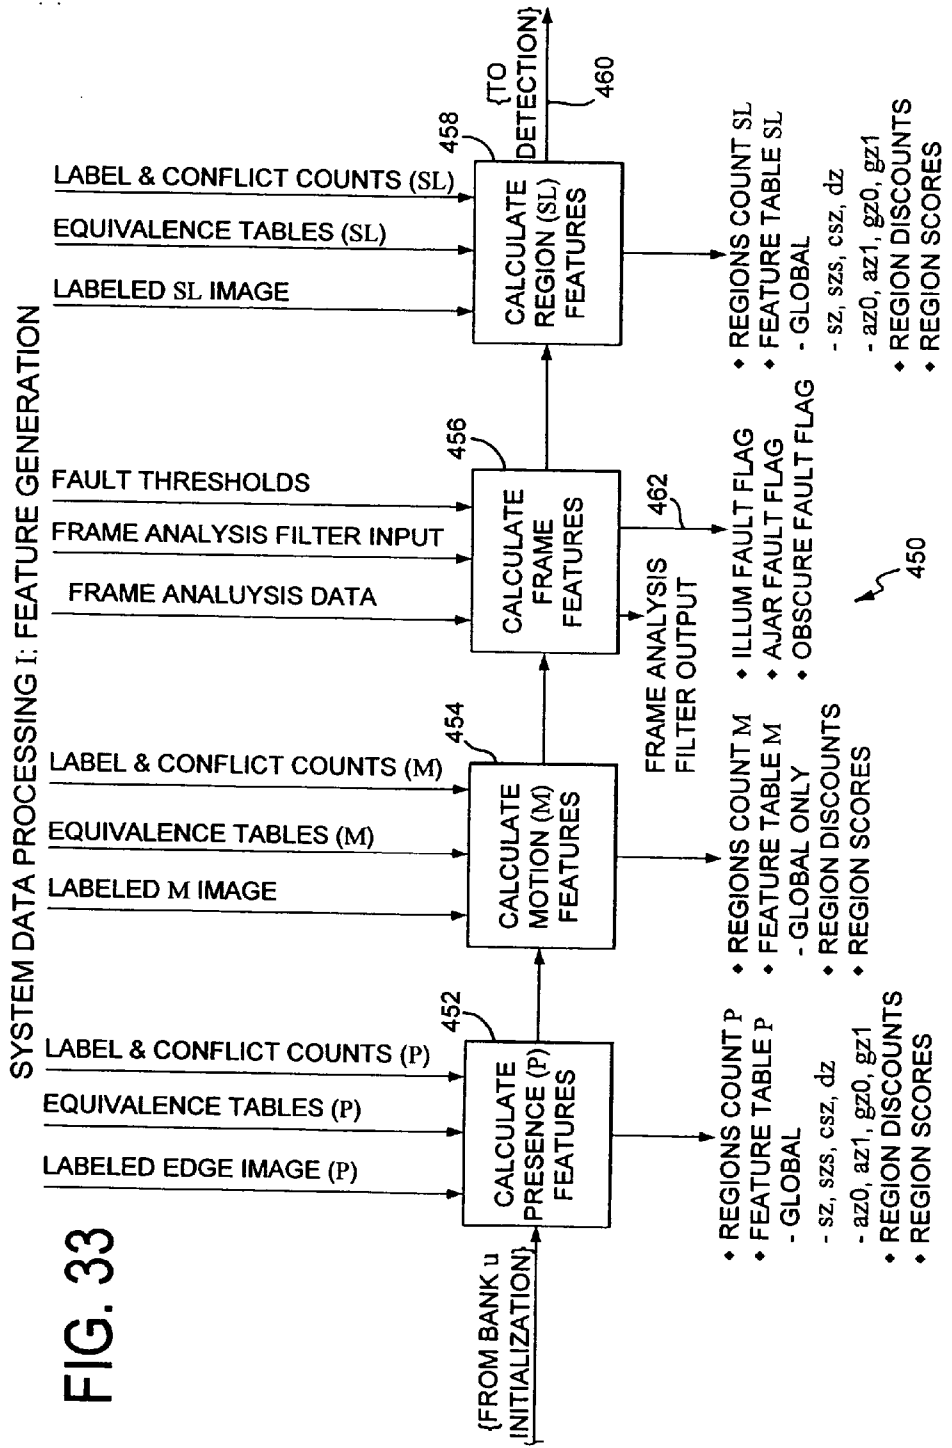 FIG. 33
SYSTEM DATA PROCESSING I: FEATURE GENERATION
{FROM BANK u
INITIALIZATION}
LABELED EDGE IMAGE (P)
EQUIVALENCE TABLES (P)
LABEL & CONFLICT COUNTS (P)
452
CALCULATE
PRESENCE (P)
FEATURES
♦ REGIONS COUNT P
♦ FEATURE TABLE P
- GLOBAL
- sz, szs, csz, dz
- az0, az1, gz0, gz1
♦ REGION DISCOUNTS
♦ REGION SCORES
LABELED M IMAGE
EQUIVALENCE TABLES (M)
LABEL & CONFLICT COUNTS (M)
454
CALCULATE
MOTION (M)
FEATURES
♦ REGIONS COUNT M
♦ FEATURE TABLE M
- GLOBAL ONLY
♦ REGION DISCOUNTS
♦ REGION SCORES
FRAME ANALUYSIS DATA
FRAME ANALYSIS FILTER INPUT
FAULT THRESHOLDS
456
CALCULATE
FRAME
FEATURES
FRAME ANALYSIS
FILTER OUTPUT
462
♦ ILLUM FAULT FLAG
♦ AJAR FAULT FLAG
♦ OBSCURE FAULT FLAG
450
LABELED SL IMAGE
EQUIVALENCE TABLES (SL)
LABEL & CONFLICT COUNTS (SL)
458
CALCULATE
REGION (SL)
FEATURES
{TO
DETECTION}
460
♦ REGIONS COUNT SL
♦ FEATURE TABLE SL
- GLOBAL
- sz, szs, csz, dz
- az0, az1, gz0, gz1
♦ REGION DISCOUNTS
♦ REGION SCORES